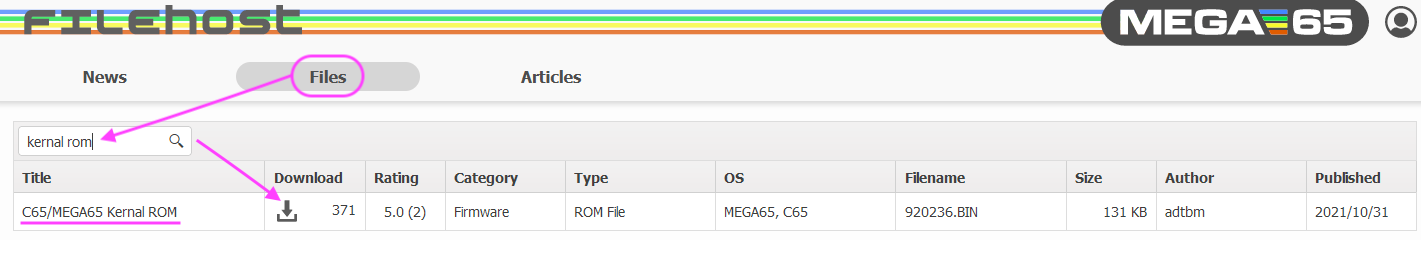 FILEHOST
MEGA65
News Files Articles
kernal rom
Title Download Rating Category Type OS Filename Size Author Published
C65/MEGA65 Kernal ROM 371 5.0 (2) Firmware ROM File MEGA65, C65 920236.BIN 131 KB adtbm 2021/10/31